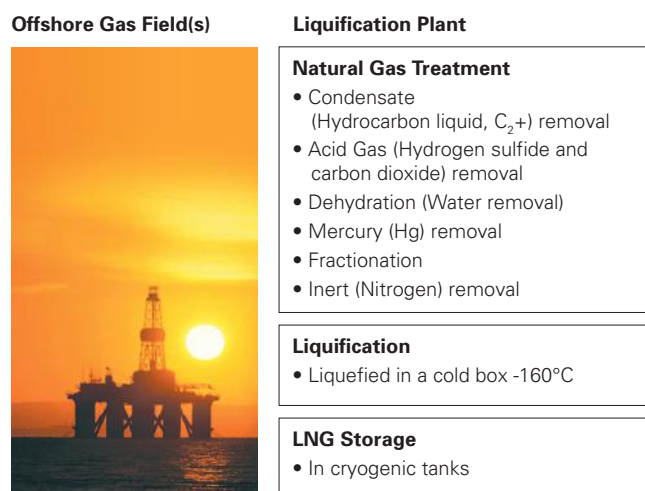 Offshore Gas Field(s)
Liquification Plant
Natural Gas Treatment
• Condensate
(Hydrocarbon liquid, C₂+) removal
• Acid Gas (Hydrogen sulfide and
carbon dioxide) removal
• Dehydration (Water removal)
• Mercury (Hg) removal
• Fractionation
• Inert (Nitrogen) removal
Liquification
• Liquefied in a cold box -160°C
LNG Storage
• In cryogenic tanks